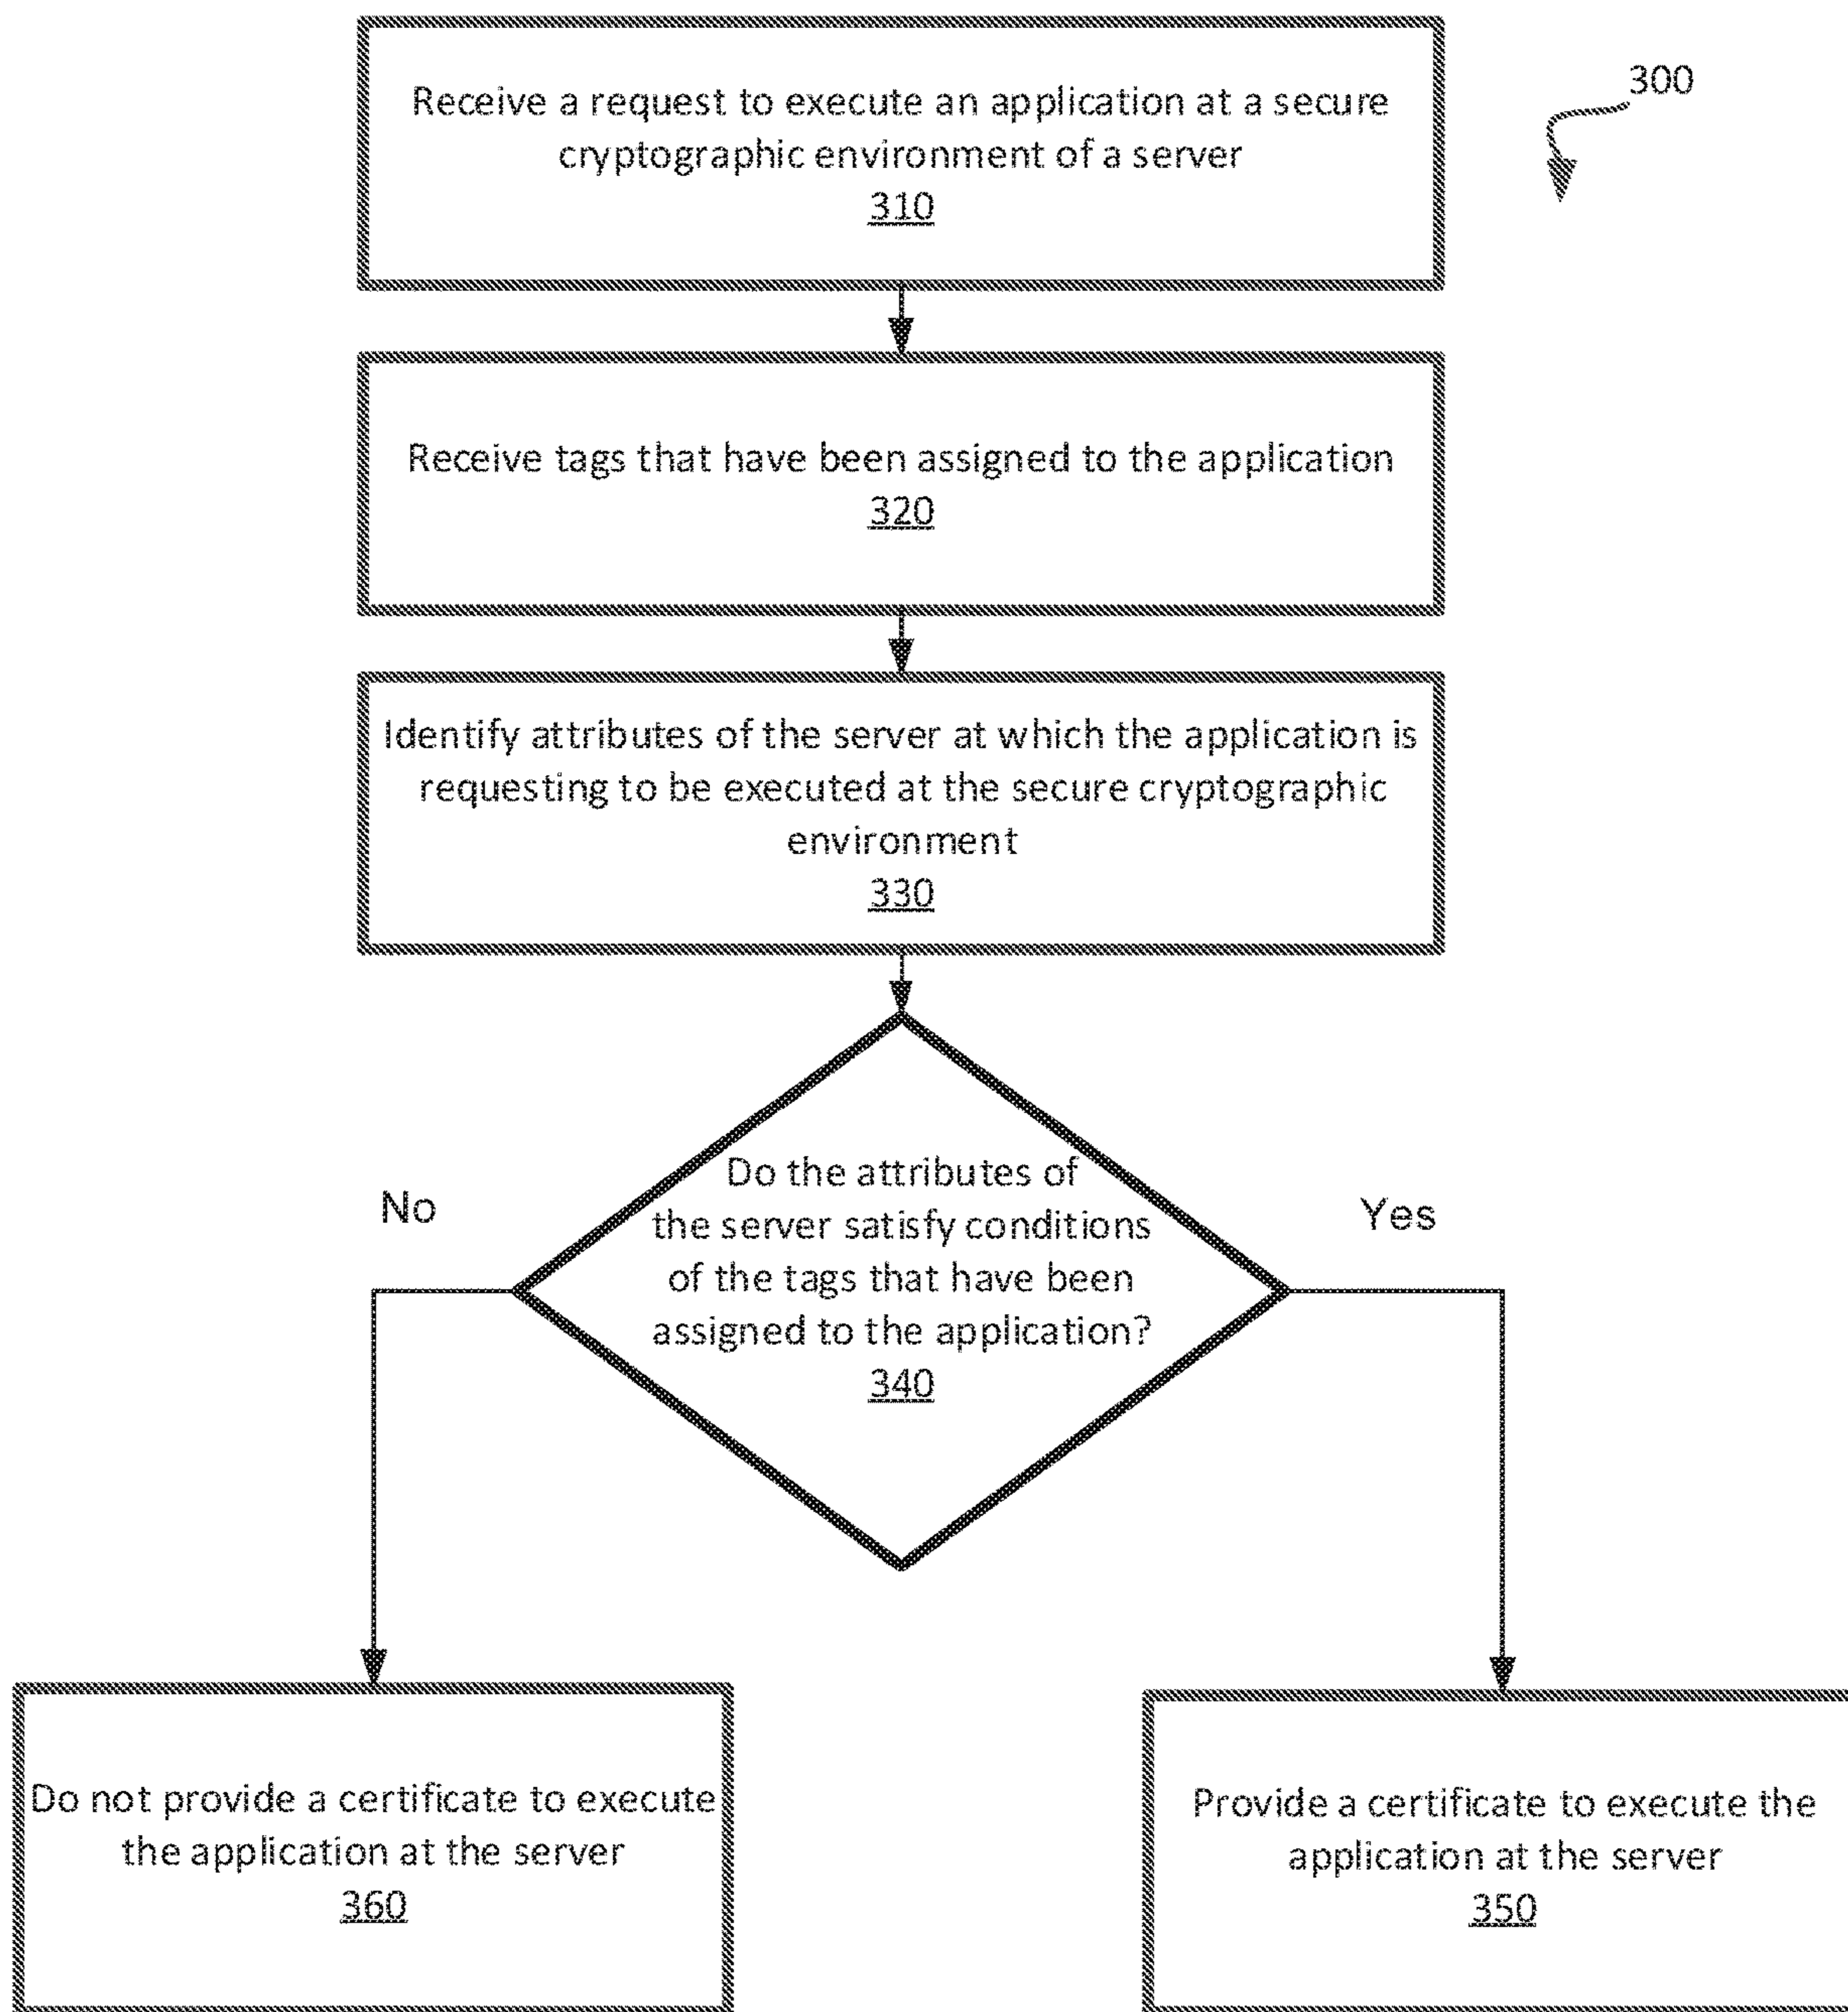 Receive a request to execute an application at a secure
cryptographic environment of a server
310
300
Receive tags that have been assigned to the application
320
Identify attributes of the server at which the application is
requesting to be executed at the secure cryptographic
environment
330
Do the attributes of
the server satisfy conditions
of the tags that have been
assigned to the application?
340
No
Yes
Do not provide a certificate to execute
the application at the server
360
Provide a certificate to execute the
application at the server
350